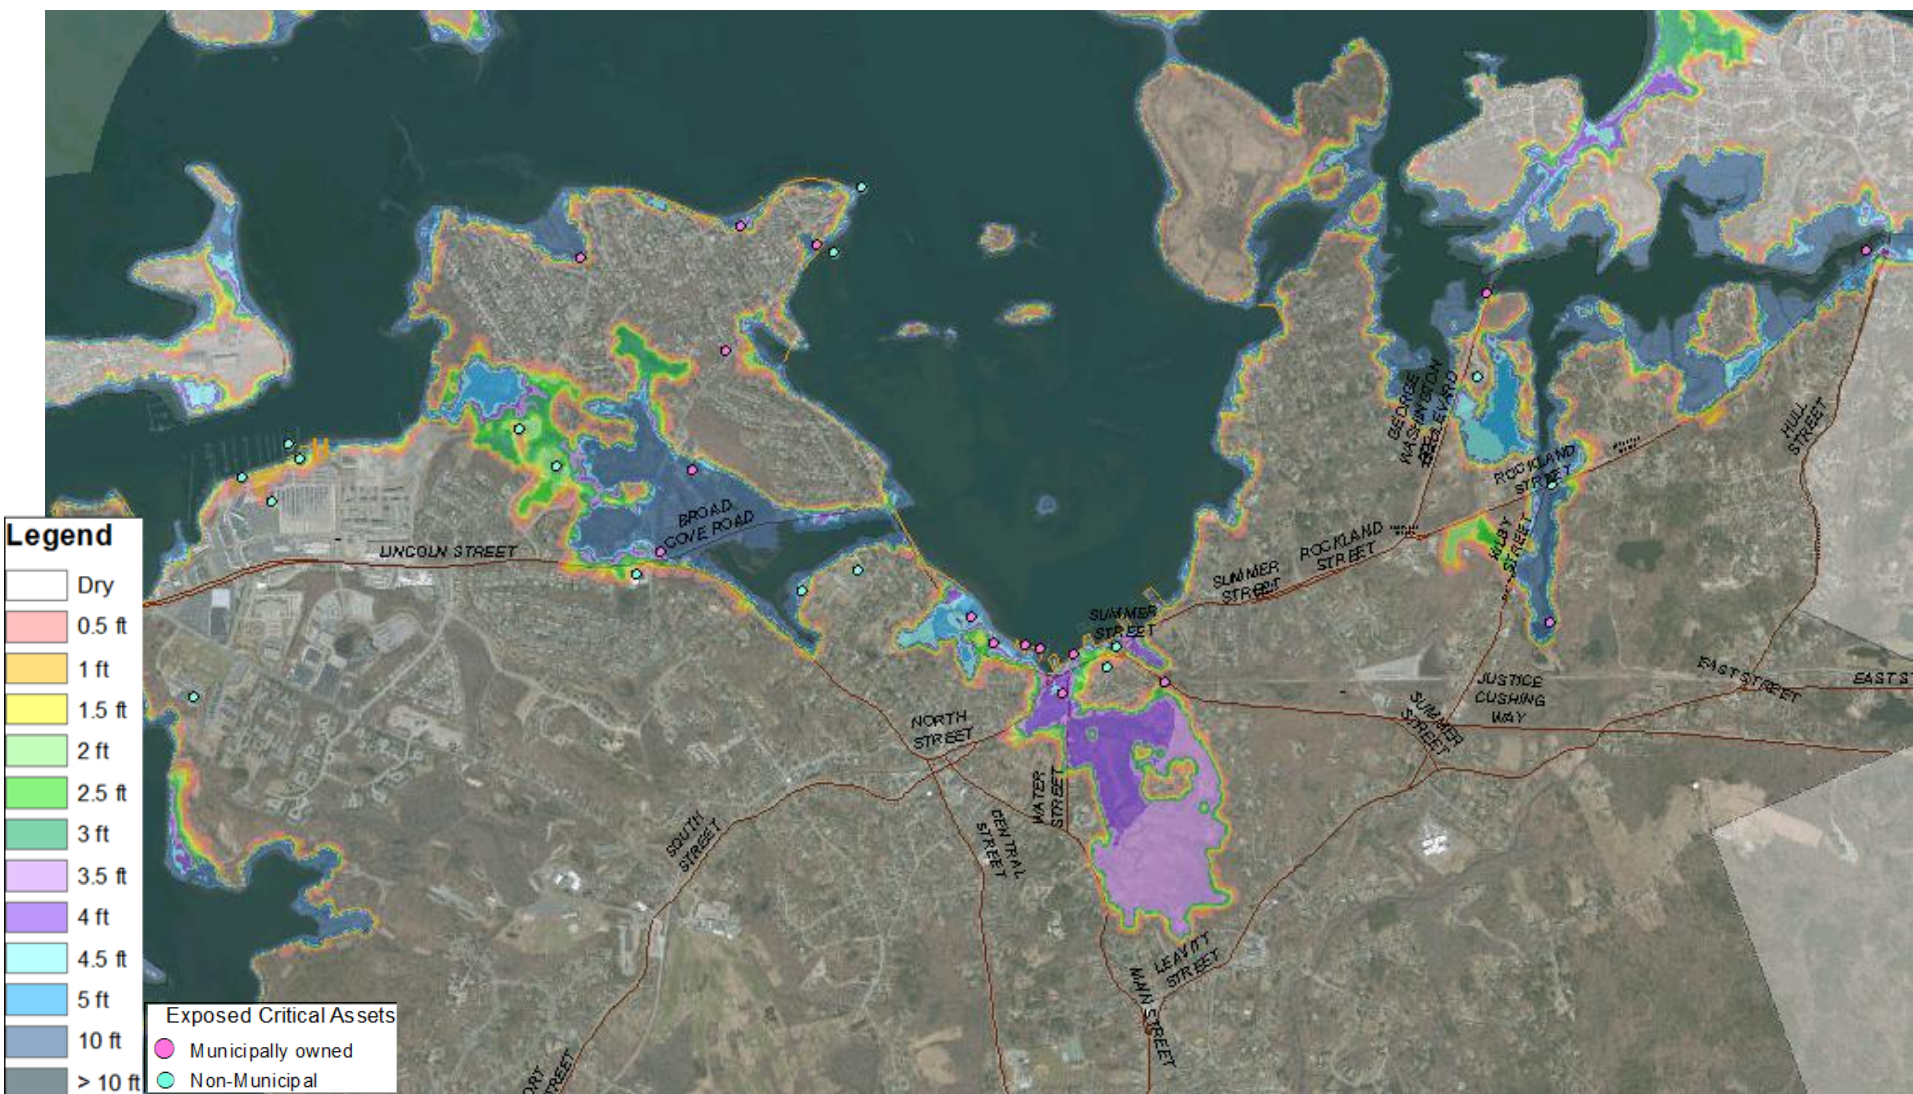 GEORGE
WASHINGTON
BOULEVARD
HULL
STREET
ROCKLAND
STREET
BROAD
COVE ROAD
LINCOLN STREET
KILBY
STREET
ROCKLAND
STREET
SUMMER
STREET
SUMMER
STREET
EAST STREET
EAST ST
JUSTICE
CUSHING
WAY
SUMMER
STREET
NORTH
STREET
WATER
STREET
CENTRAL
STREET
SOUTH
STREET
LEAVITT
STREET
MAIN STREET
ORT
TREET
Legend
Dry
0.5 ft
1 ft
1.5 ft
2 ft
2.5 ft
3 ft
3.5 ft
4 ft
4.5 ft
5 ft
10 ft
> 10 ft
Exposed Critical Assets
Municipally owned
Non-Municipal